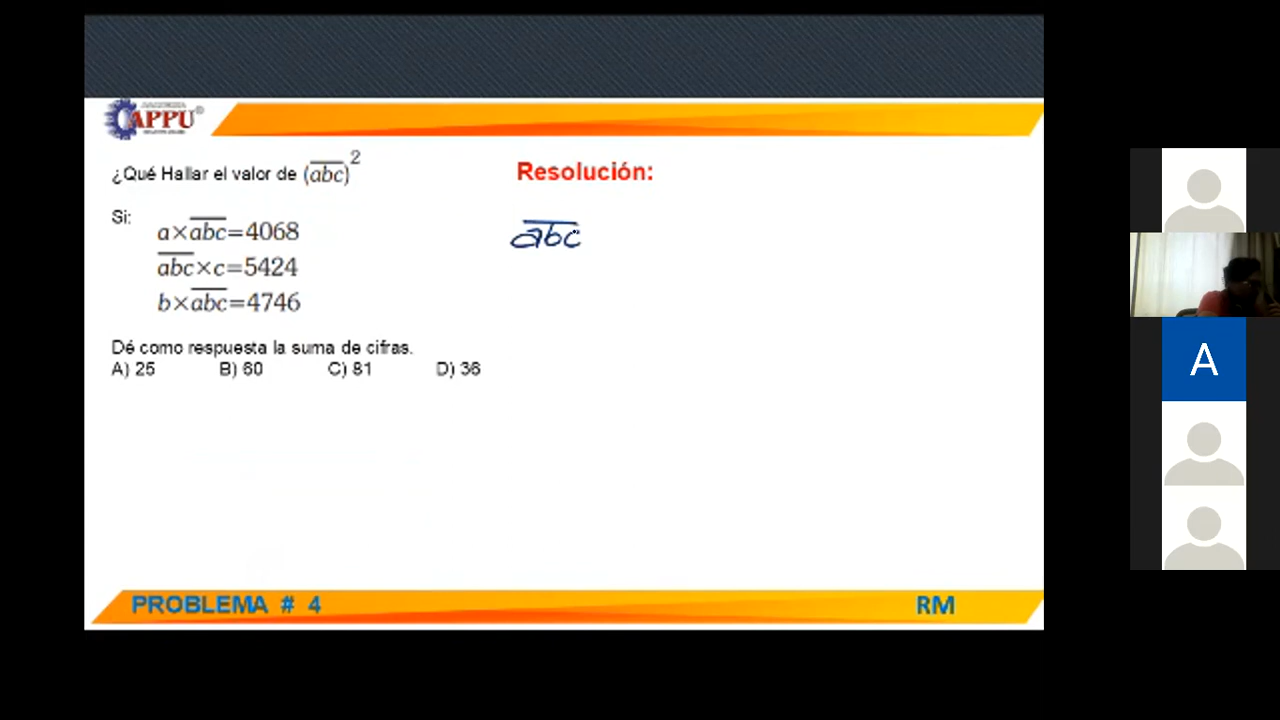 APPU
¿Qué Hallar el valor de (abc)²
Resolución:
Si:
a×abc=4068
abc
abc×c=5424
b×abc=4746
Dé como respuesta la suma de cifras.
A) 25 B) 60 C) 81 D) 36
A
PROBLEMA # 4
RM